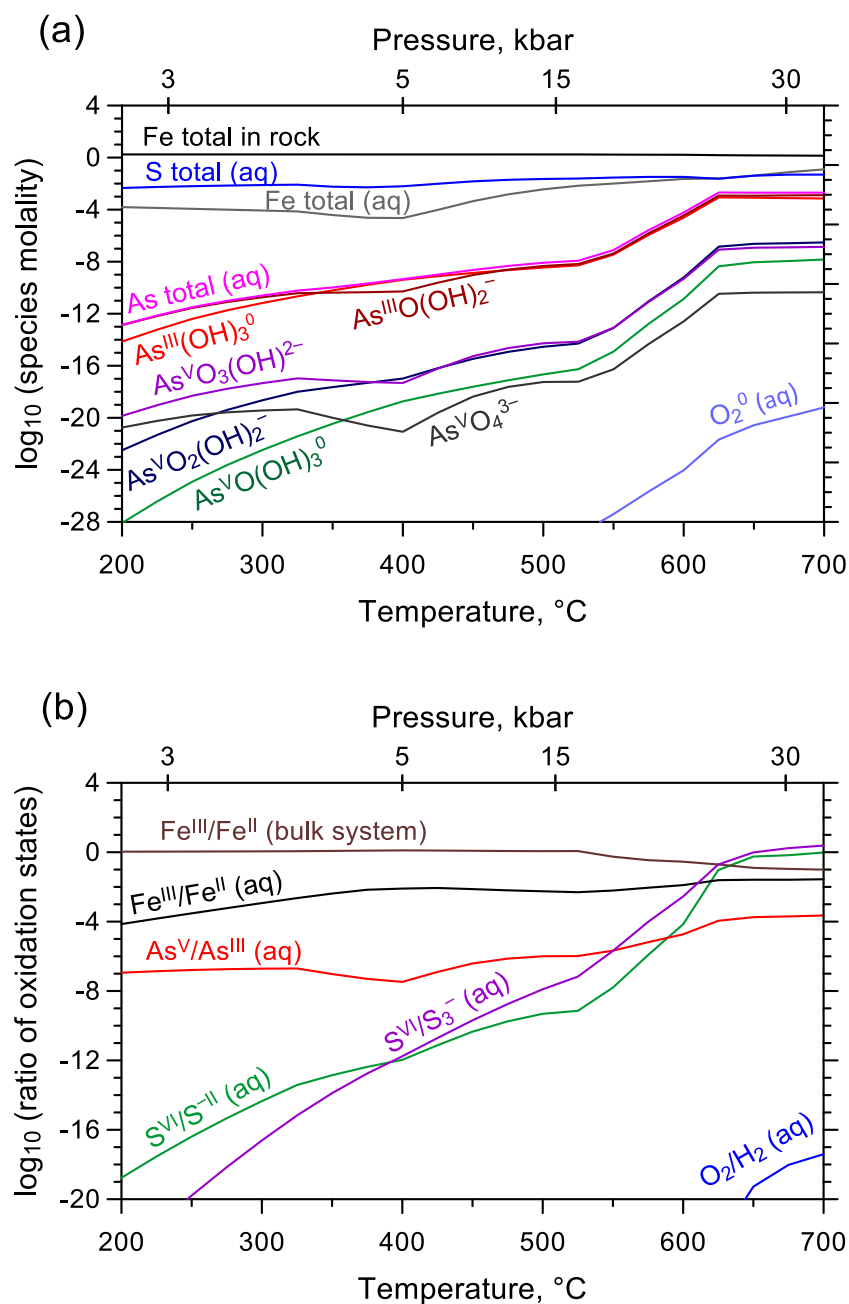 (a)
Pressure, kbar
3 5 15 30
4
0
-4
-8
-12
-16
-20
-24
-28
log₁₀ (species molality)
Fe total in rock
S total (aq)
Fe total (aq)
As total (aq)
Asᴵᴵᴵ(OH)₃⁰
AsᴵᴵᴵO(OH)₂⁻
AsⱽO₃(OH)²⁻
AsⱽO₂(OH)₂⁻
AsⱽO(OH)₃⁰
AsⱽO₄³⁻
O₂⁰ (aq)
200 300 400 500 600 700
Temperature, °C
(b)
Pressure, kbar
3 5 15 30
4
0
-4
-8
-12
-16
-20
log₁₀ (ratio of oxidation states)
Feᴵᴵᴵ/Feᴵᴵ (bulk system)
Feᴵᴵᴵ/Feᴵᴵ (aq)
Asⱽ/Asᴵᴵᴵ (aq)
Sⱽᴵ/S₃⁻ (aq)
Sⱽᴵ/S⁻ᴵᴵ (aq)
O₂/H₂ (aq)
200 300 400 500 600 700
Temperature, °C